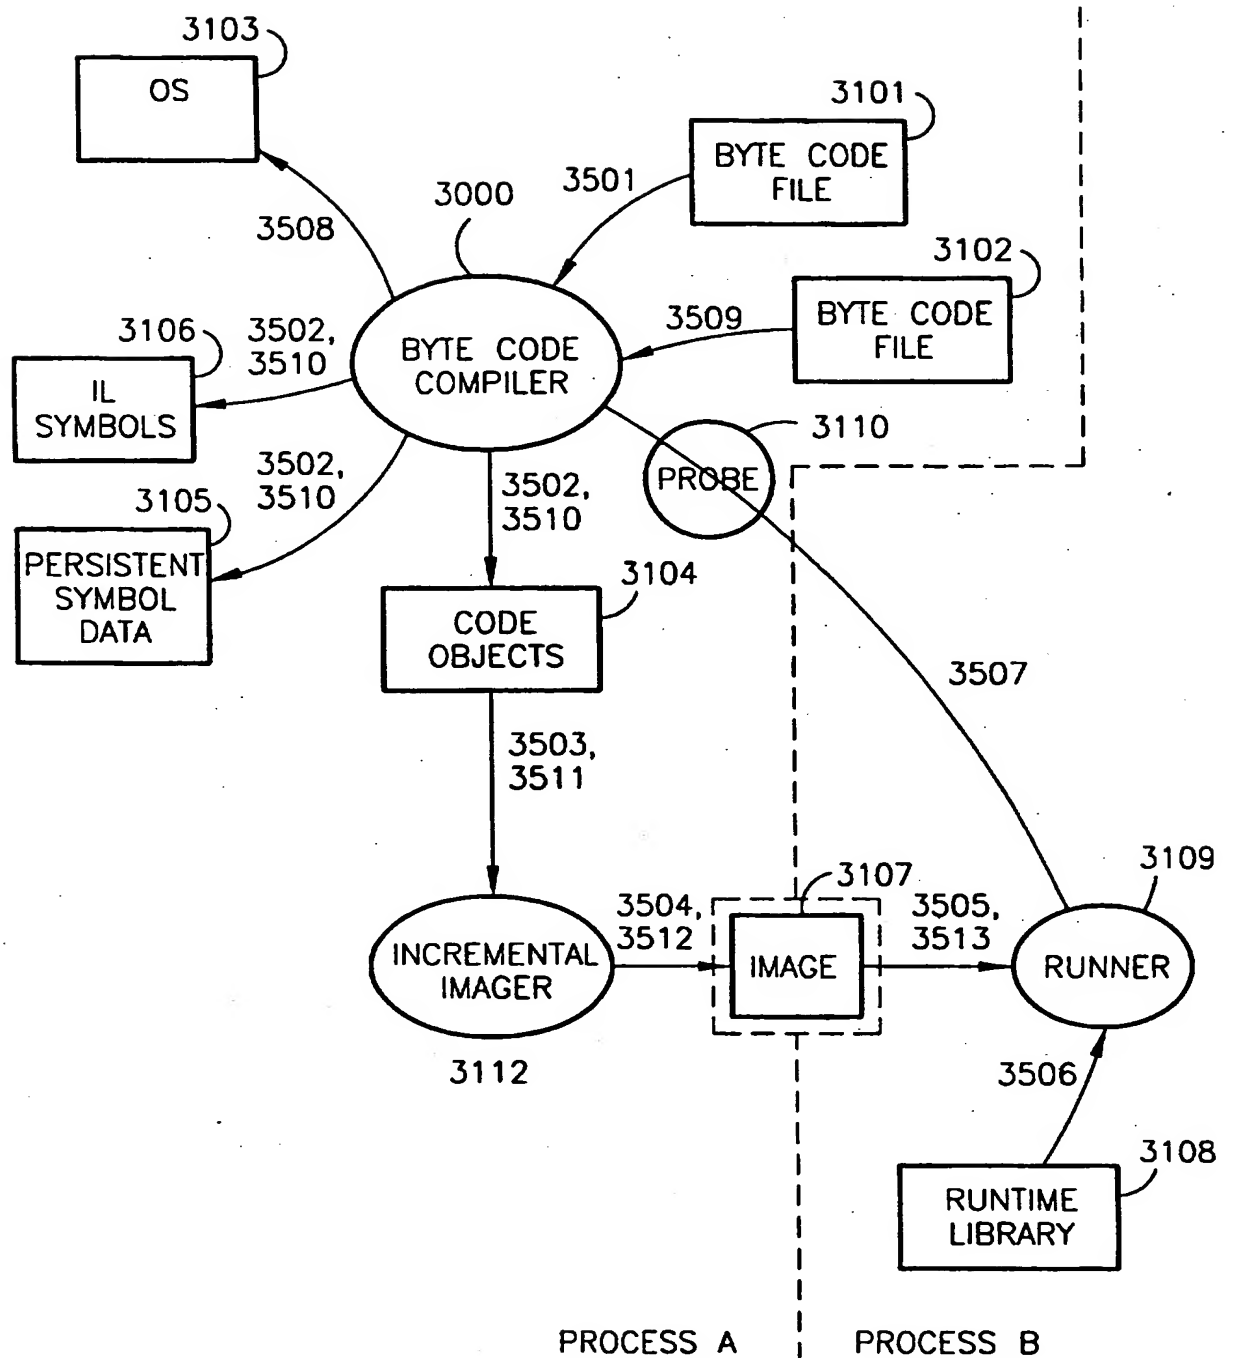 3103
OS
3101
BYTE CODE
FILE
3501
3000
3508
3102
BYTE CODE
FILE
3509
3106
3502,
3510
BYTE CODE
COMPILER
IL
SYMBOLS
3110
PROBE
3502,
3510
3105
3502,
3510
PERSISTENT
SYMBOL
DATA
3104
CODE
OBJECTS
3507
3503,
3511
3107
3109
3504,
3512
3505,
3513
INCREMENTAL
IMAGER
IMAGE
RUNNER
3112
3506
3108
RUNTIME
LIBRARY
PROCESS A
PROCESS B